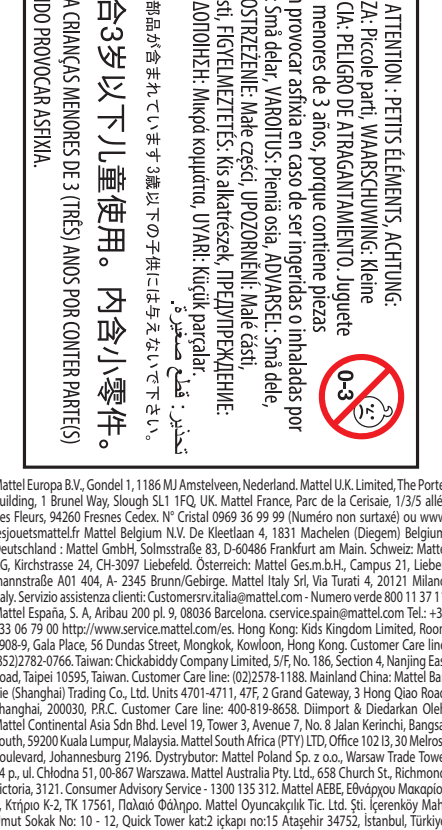 ATTENTION : PETITS ÉLÉMENTS, ACHTUNG:
ZA: Piccole parti, WAARSCHUWING: Kleine
CIA: PELIGRO DE ATRAGANTAMIENTO. Juguete
menores de 3 años, porque contiene piezas
provocar asfixia en caso de ser ingeridas o inhaladas por
: Små delar, VAROITUS: Pieniä osia, ADVARSEL: Små dele,
OSTRZEŻENIE: Małe części, UPOZORNĚNÍ: Malé části,
sti, FIGYELMEZTETÉS: Kis alkatrészek, ПРЕДУПРЕЖДЕНИЕ:
ΔΟΠΟΙΗΣΗ: Μικρά κομμάτια, UYARI: Küçük parçalar.
تحذير : قطع صغيرة.
部品が含まれています3歳以下の子供には与えないで下さい。
合3岁以下儿童使用。内含小零件。
A CRIANÇAS MENORES DE 3 (TRÊS) ANOS POR CONTER PARTE(S)
IDO PROVOCAR ASFIXIA.
0-3
Mattel Europa B.V., Gondel 1, 1186 MJ Amstelveen, Nederland. Mattel U.K. Limited, The Porte
uilding, 1 Brunel Way, Slough SL1 1FQ, UK. Mattel France, Parc de la Cerisaie, 1/3/5 allé
es Fleurs, 94260 Fresnes Cedex. N° Cristal 0969 36 99 99 (Numéro non surtaxé) ou www
esjouetsmattel.fr Mattel Belgium N.V. De Kleetlaan 4, 1831 Machelen (Diegem) Belgium
Deutschland : Mattel GmbH, Solmsstraße 83, D-60486 Frankfurt am Main. Schweiz: Matte
G, Kirchstrasse 24, CH-3097 Liebefeld. Österreich: Mattel Ges.m.b.H., Campus 21, Lieber
mannstraße A01 404, A- 2345 Brunn/Gebirge. Mattel Italy Srl, Via Turati 4, 20121 Milano
taly. Servizio assistenza clienti: Customersrv.italia@mattel.com - Numero verde 800 11 37 11
Mattel España, S. A, Aribau 200 pl. 9, 08036 Barcelona. cservice.spain@mattel.com Tel.: +3
33 06 79 00 http://www.service.mattel.com/es. Hong Kong: Kids Kingdom Limited, Room
908-9, Gala Place, 56 Dundas Street, Mongkok, Kowloon, Hong Kong. Customer Care line
852)2782-0766. Taiwan: Chickabiddy Company Limited, 5/F, No. 186, Section 4, Nanjing Eas
oad, Taipei 10595, Taiwan. Customer Care line: (02)2578-1188. Mainland China: Mattel Ba
ie (Shanghai) Trading Co., Ltd. Units 4701-4711, 47F, 2 Grand Gateway, 3 Hong Qiao Road
hanghai, 200030, P.R.C. Customer Care line: 400-819-8658. Diimport & Diedarkan Oleh
Mattel Continental Asia Sdn Bhd. Level 19, Tower 3, Avenue 7, No. 8 Jalan Kerinchi, Bangsa
outh, 59200 Kuala Lumpur, Malaysia. Mattel South Africa (PTY) LTD, Office 102 I3, 30 Melros
oulevard, Johannesburg 2196. Dystrybutor: Mattel Poland Sp. z o.o., Warsaw Trade Towe
4 p., ul. Chłodna 51, 00-867 Warszawa. Mattel Australia Pty. Ltd., 658 Church St., Richmond
ictoria, 3121. Consumer Advisory Service - 1300 135 312. Mattel AEBE, Εθνάρχου Μακαρίο
, Κτήριο Κ-2, ΤΚ 17561, Παλαιό Φάληρο. Mattel Oyuncakçılık Tic. Ltd. Şti. İçerenköy Mah
mut Sokak No: 10 - 12, Quick Tower kat:2 içkapı no:15 Ataşehir 34752, İstanbul, Türkiye